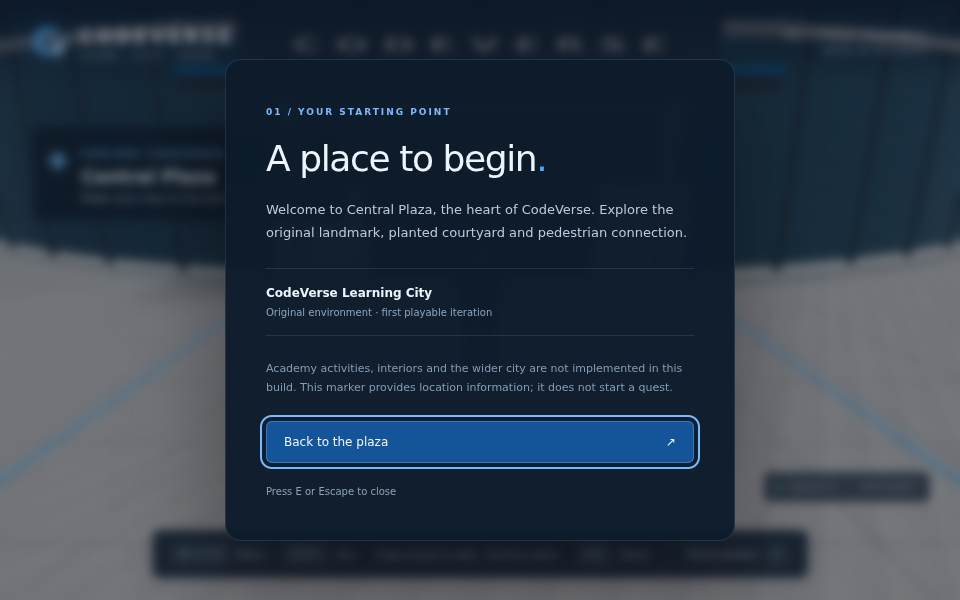 CODEVERSE
C O D E V E R S E
Central Plaza
01 / YOUR STARTING POINT
A place to begin.
Welcome to Central Plaza, the heart of CodeVerse. Explore the
original landmark, planted courtyard and pedestrian connection.
CodeVerse Learning City
Original environment · first playable iteration
Academy activities, interiors and the wider city are not implemented in this
build. This marker provides location information; it does not start a quest.
Back to the plaza ↗
Press E or Escape to close